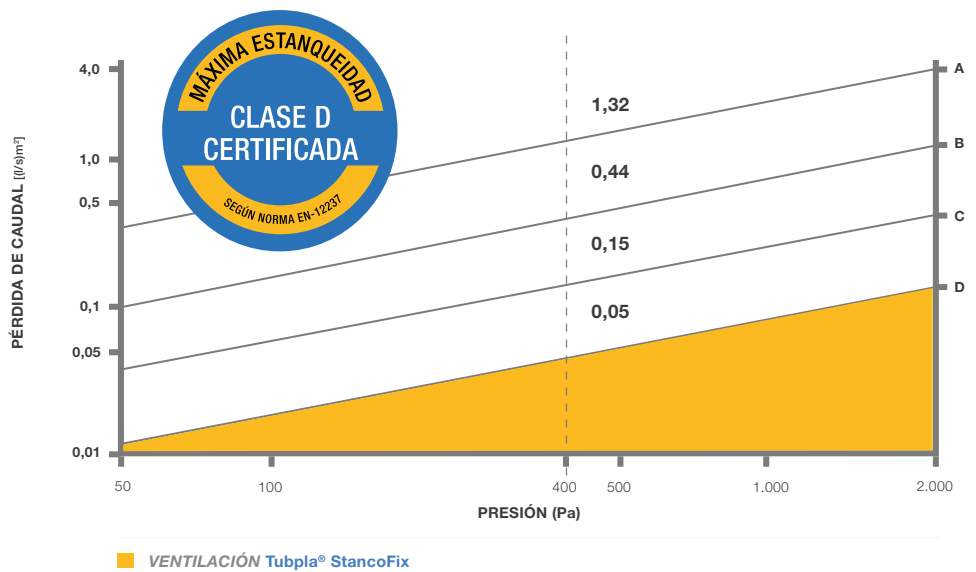 MÁXIMA ESTANQUEIDAD
CLASE D
CERTIFICADA
SEGÚN NORMA EN-12237
PÉRDIDA DE CAUDAL [(l/s)m²]
4,0
1,0
0,5
0,1
0,05
0,01
1,32
0,44
0,15
0,05
A
B
C
D
50
100
400
500
1.000
2.000
PRESIÓN (Pa)
VENTILACIÓN Tubpla® StancoFix